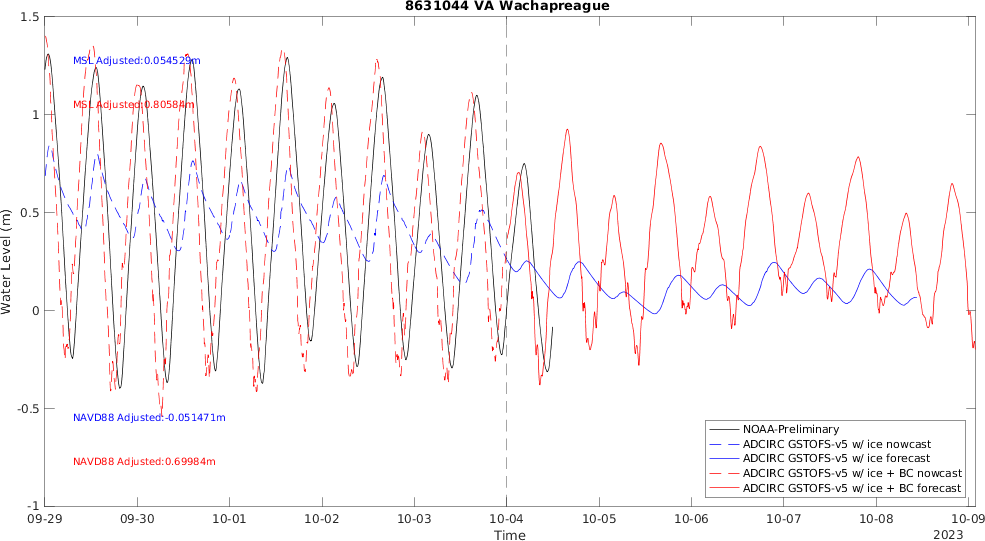 8631044 VA Wachapreague
1.5
MSL Adjusted:0.054529m
MSL Adjusted:0.80584m
1
0.5
Water Level (m)
0
-0.5
NAVD88 Adjusted:-0.051471m
NAVD88 Adjusted:0.69984m
-1
NOAA-Preliminary
ADCIRC GSTOFS-v5 w/ ice nowcast
ADCIRC GSTOFS-v5 w/ ice forecast
ADCIRC GSTOFS-v5 w/ ice + BC nowcast
ADCIRC GSTOFS-v5 w/ ice + BC forecast
09-29 09-30 10-01 10-02 10-03 10-04 10-05 10-06 10-07 10-08 10-09
Time
2023